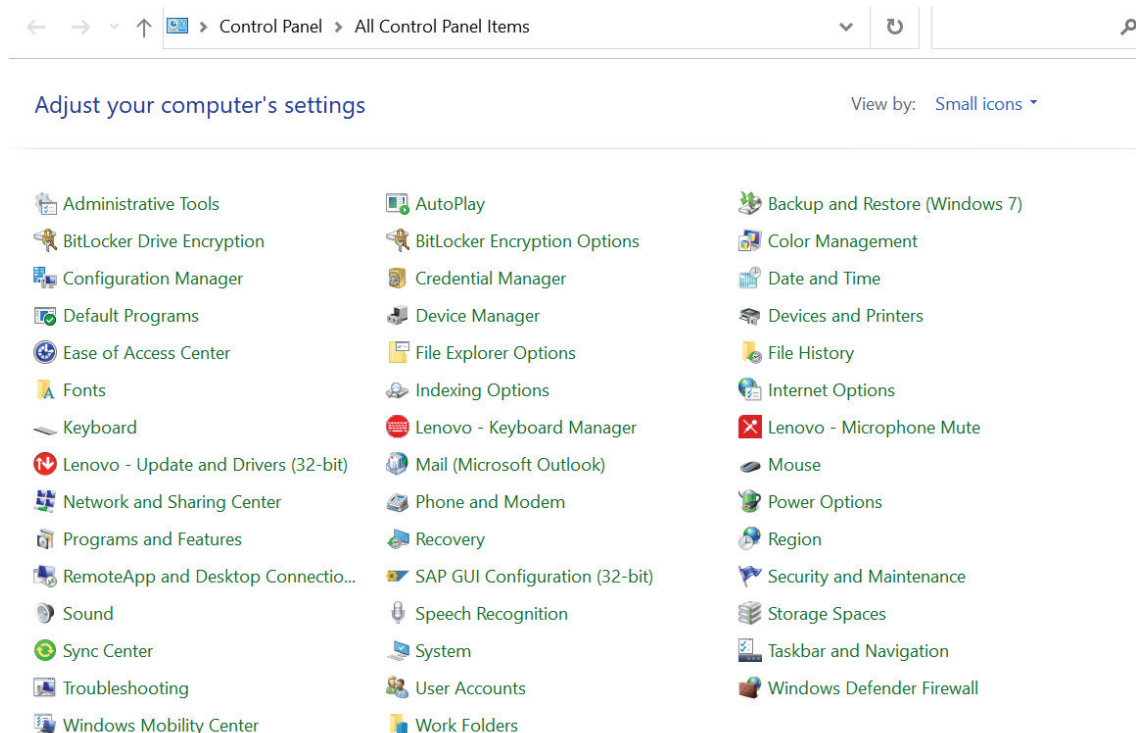 Control Panel > All Control Panel Items
Adjust your computer's settings
View by: Small icons
Administrative Tools
AutoPlay
Backup and Restore (Windows 7)
BitLocker Drive Encryption
BitLocker Encryption Options
Color Management
Configuration Manager
Credential Manager
Date and Time
Default Programs
Device Manager
Devices and Printers
Ease of Access Center
File Explorer Options
File History
Fonts
Indexing Options
Internet Options
Keyboard
Lenovo - Keyboard Manager
Lenovo - Microphone Mute
Lenovo - Update and Drivers (32-bit)
Mail (Microsoft Outlook)
Mouse
Network and Sharing Center
Phone and Modem
Power Options
Programs and Features
Recovery
Region
RemoteApp and Desktop Connectio...
SAP GUI Configuration (32-bit)
Security and Maintenance
Sound
Speech Recognition
Storage Spaces
Sync Center
System
Taskbar and Navigation
Troubleshooting
User Accounts
Windows Defender Firewall
Windows Mobility Center
Work Folders